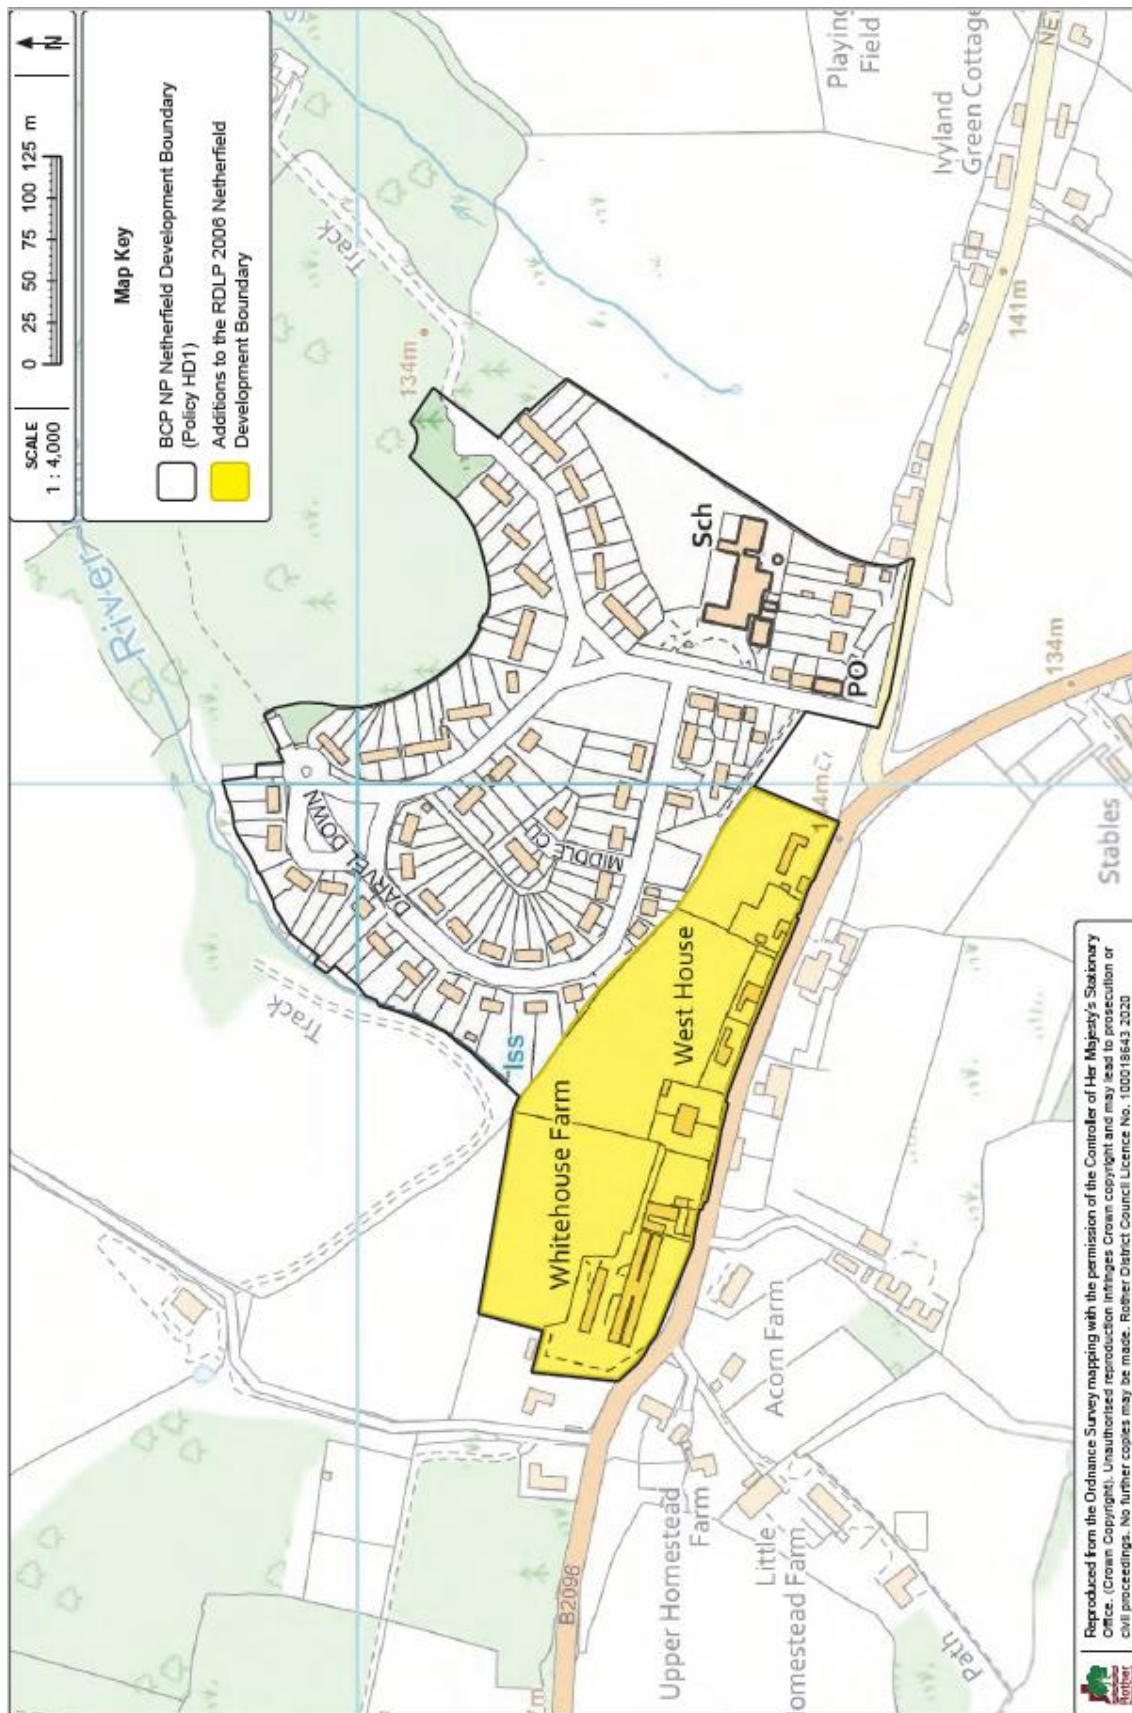 N
SCALE
1 : 4,000
0 25 50 75 100 125 m
Map Key
BCP NP Netherfield Development Boundary
(Policy HD1)
Additions to the RDLP 2006 Netherfield
Development Boundary
River
Track
134m
Playing
Field
Ivyland
Green Cottage
141m
Sch
PO
134m
DARVEL DOWN
MIDDLE CL
Track
Iss
West House
Whitehouse Farm
Stables
Acorn Farm
B2096
Upper Homestead
Farm
Little
omestead Farm
Path
Rother
Reproduced from the Ordnance Survey mapping with the permission of the Controller of Her Majesty's Stationary
Office. (Crown Copyright). Unauthorised reproduction infringes Crown copyright and may lead to prosecution or
civil proceedings. No further copies may be made. Rother District Council Licence No. 100018643 2020